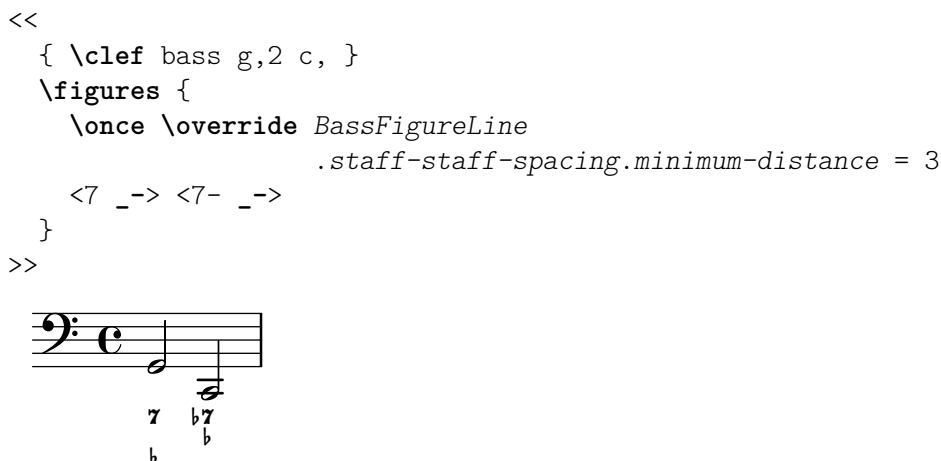 <<
  { \clef bass g,2 c, }
  \figures {
    \once \override BassFigureLine
                    .staff-staff-spacing.minimum-distance = 3
    <7 _-> <7- _->
  }
>>
7 ♭7
♭
♭